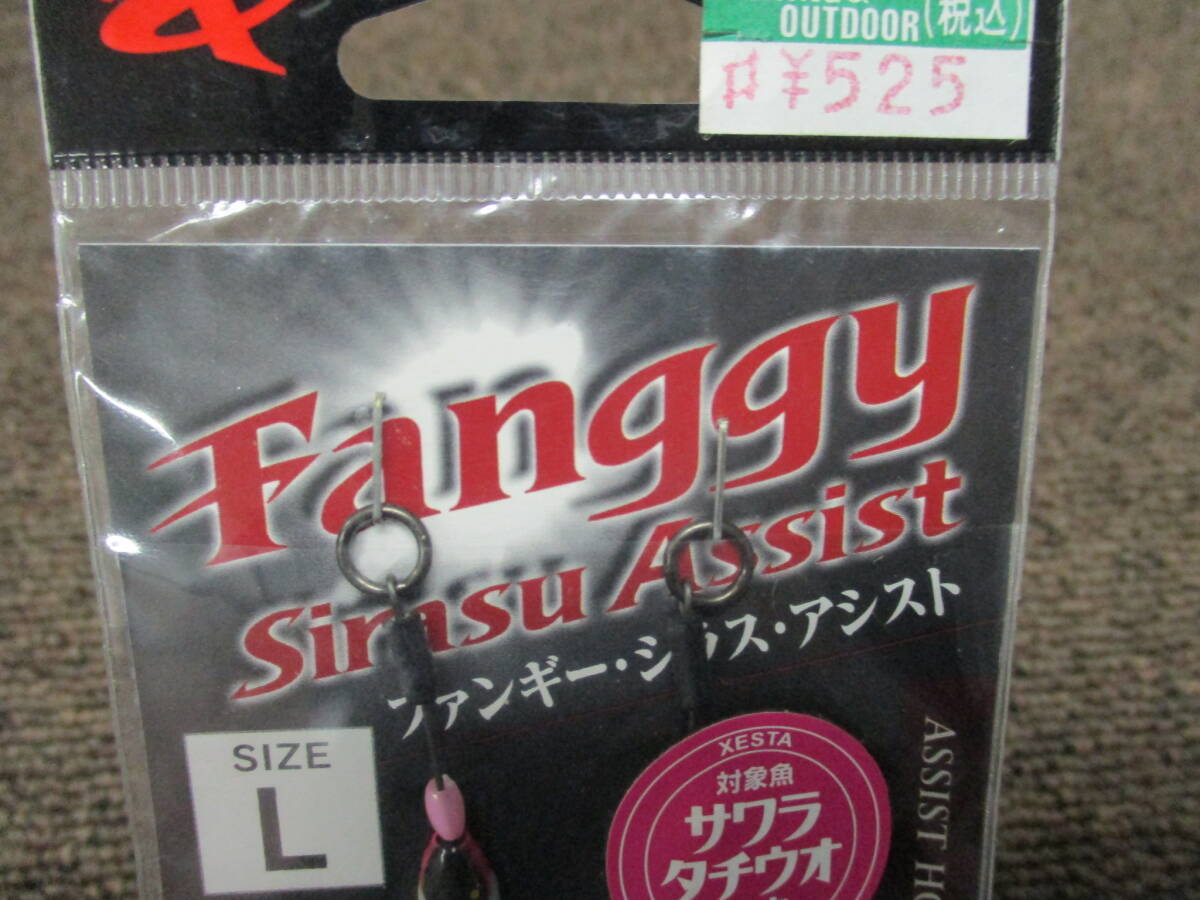 OUTDOOR(税込)
¥525
Fanggy
Sirasu Assist
ファンギー・シラス・アシスト
SIZE
L
XESTA
対象魚
サワラ
タチウオ
ASSIST HO